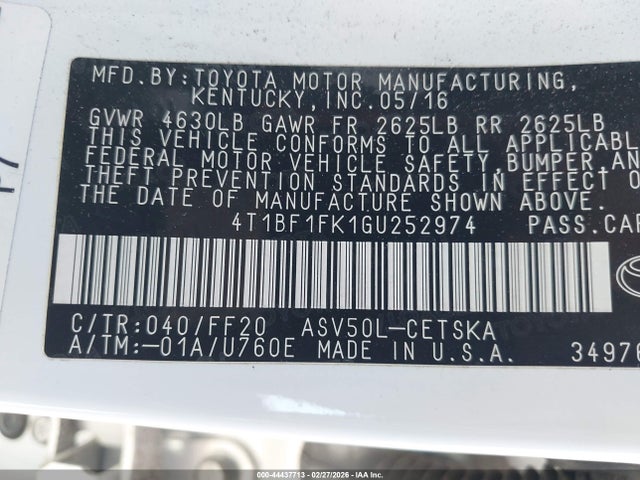 MFD. BY: TOYOTA MOTOR MANUFACTURING,
KENTUCKY, INC. 05/16
GVWR 4630LB GAWR FR 2625LB RR 2625LB
THIS VEHICLE CONFORMS TO ALL APPLICABL
FEDERAL MOTOR VEHICLE SAFETY, BUMPER, AN
THEFT PREVENTION STANDARDS IN EFFECT O
THE DATE OF MANUFACTURE SHOWN ABOVE.
4T1BF1FK1GU252974 PASS. CAR
C/TR: 040/FF20 ASV50L-CETSKA
A/TM: -01A/U760E MADE IN U.S.A. 34976
000-44437713 - 02/27/2026 - IAA Inc.